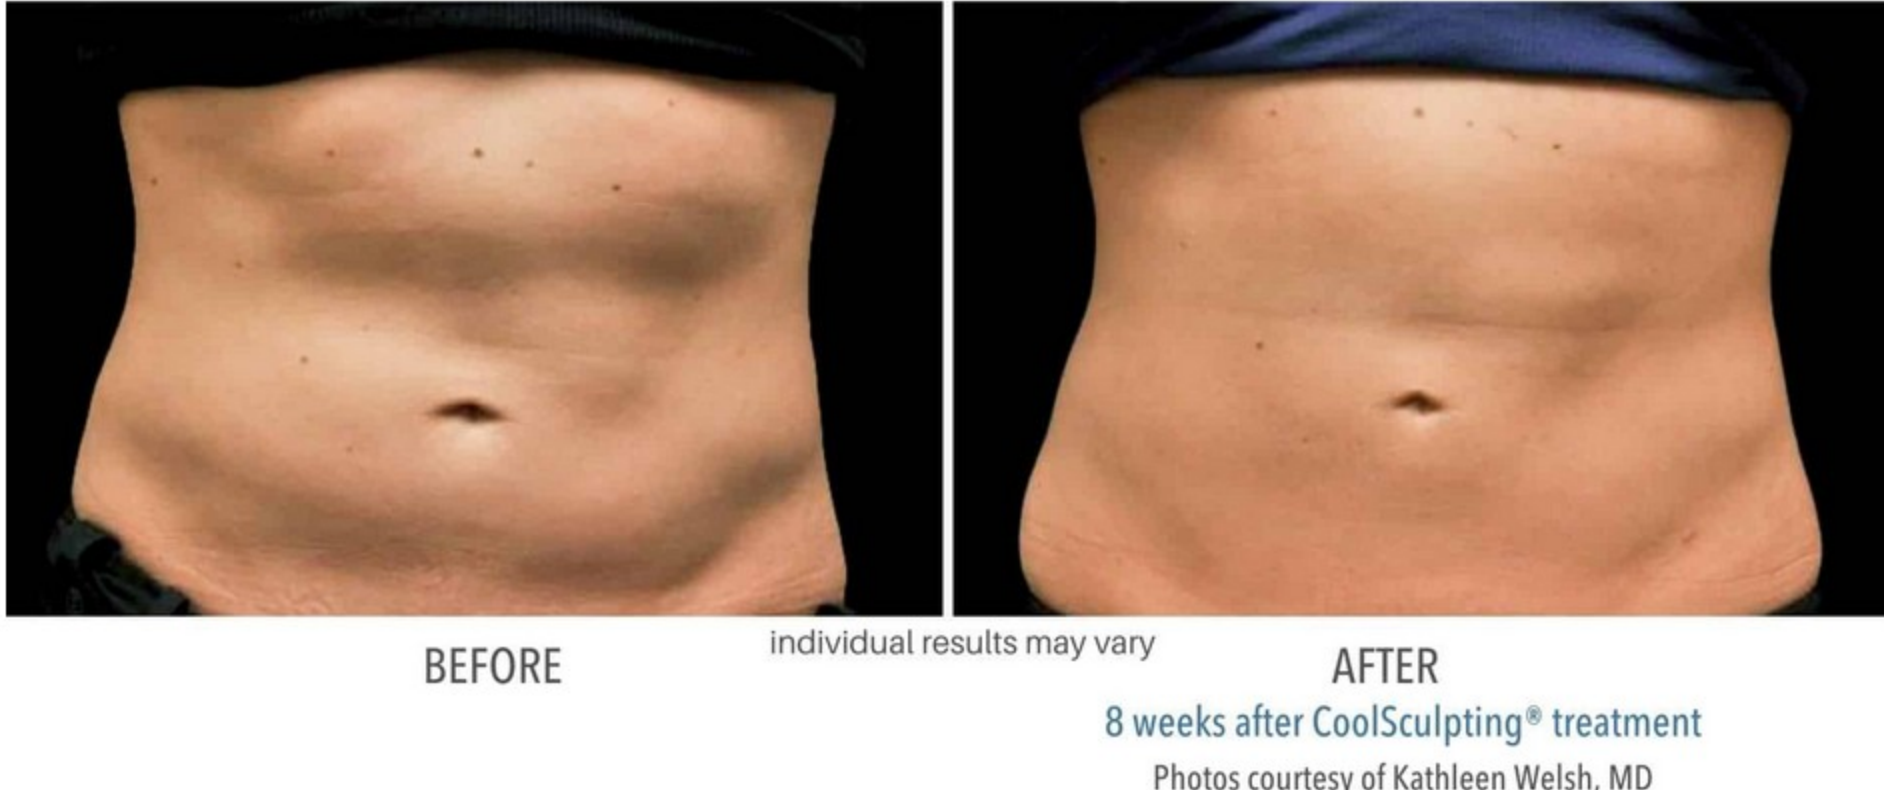 BEFORE
individual results may vary
AFTER
8 weeks after CoolSculpting® treatment
Photos courtesy of Kathleen Welsh, MD